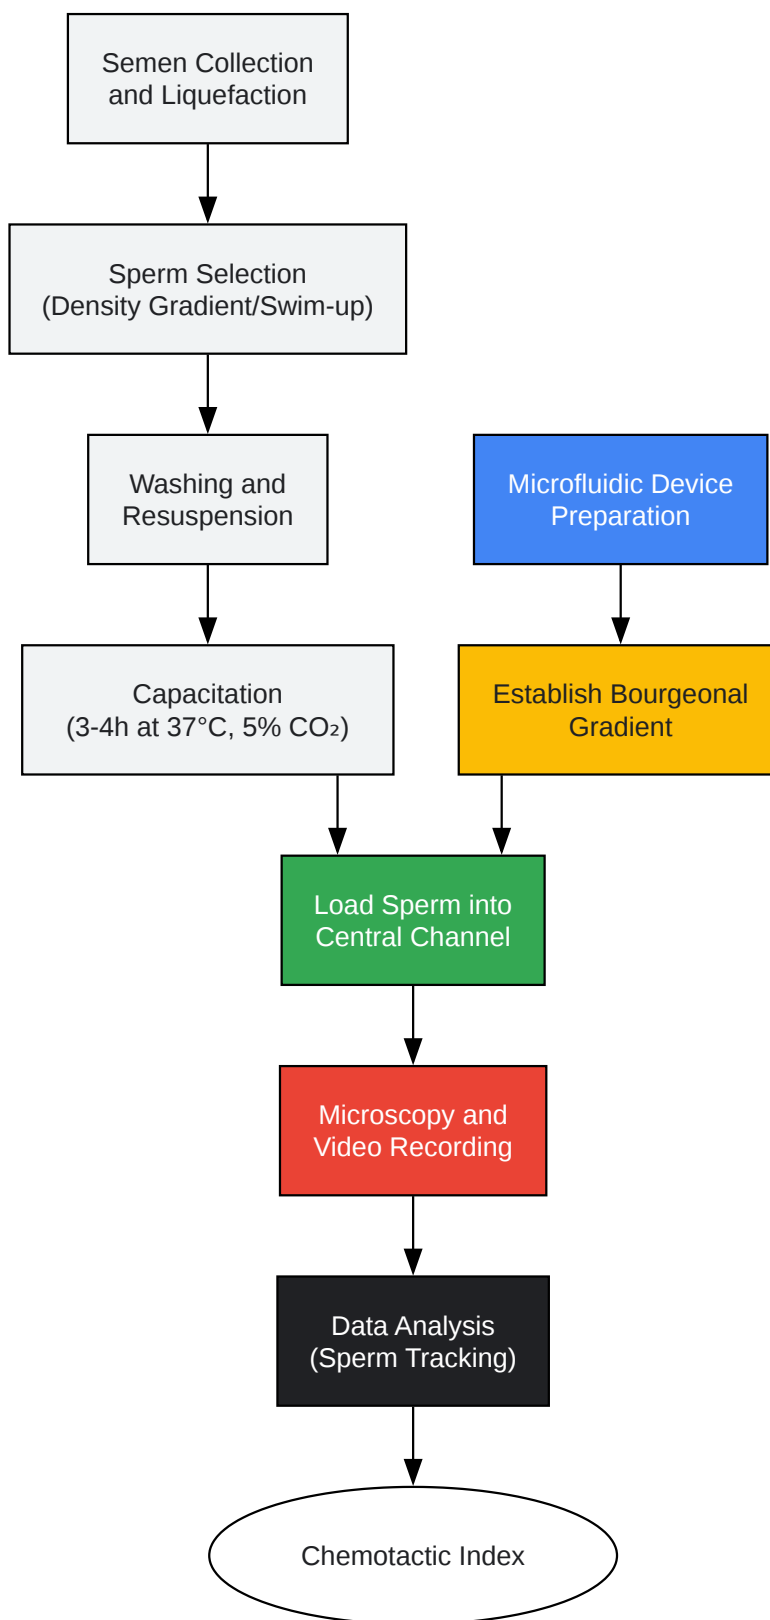 Semen Collection
and Liquefaction
Sperm Selection
(Density Gradient/Swim-up)
Washing and
Resuspension
Microfluidic Device
Preparation
Capacitation
(3-4h at 37°C, 5% CO₂)
Establish Bourgeonal
Gradient
Load Sperm into
Central Channel
Microscopy and
Video Recording
Data Analysis
(Sperm Tracking)
Chemotactic Index